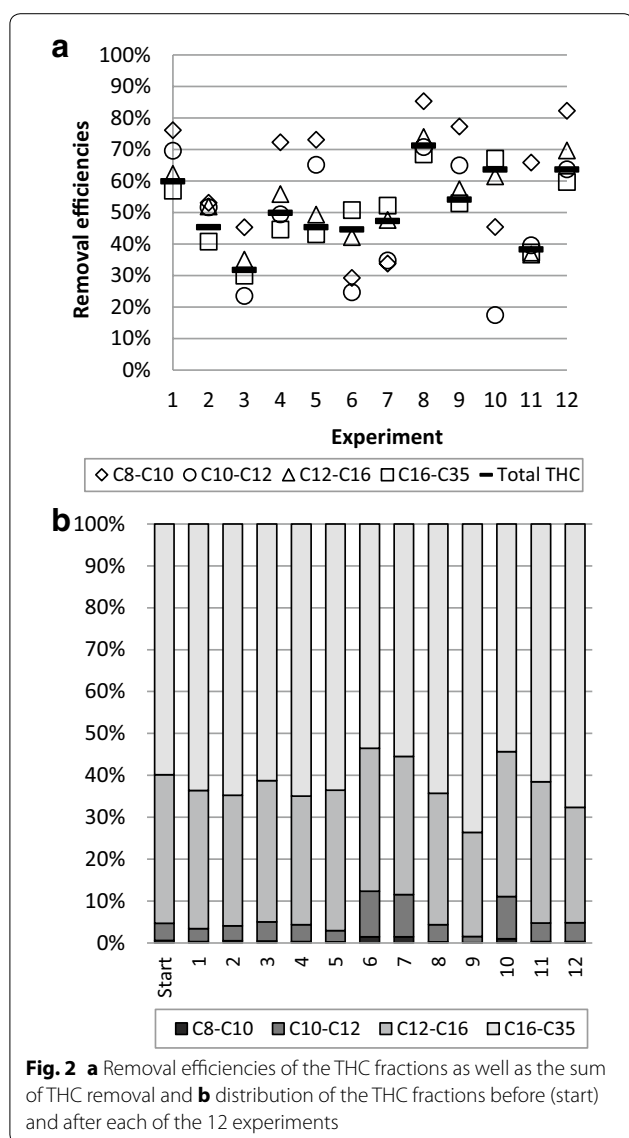 a
100%
90%
80%
70%
60%
50%
40%
30%
20%
10%
0%
Removal efficiencies
1 2 3 4 5 6 7 8 9 10 11 12
Experiment
C8-C10 C10-C12 C12-C16 C16-C35 Total THC
b
100%
90%
80%
70%
60%
50%
40%
30%
20%
10%
0%
Start 1 2 3 4 5 6 7 8 9 10 11 12
C8-C10 C10-C12 C12-C16 C16-C35
Fig. 2 a Removal efficiencies of the THC fractions as well as the sum
of THC removal and b distribution of the THC fractions before (start)
and after each of the 12 experiments